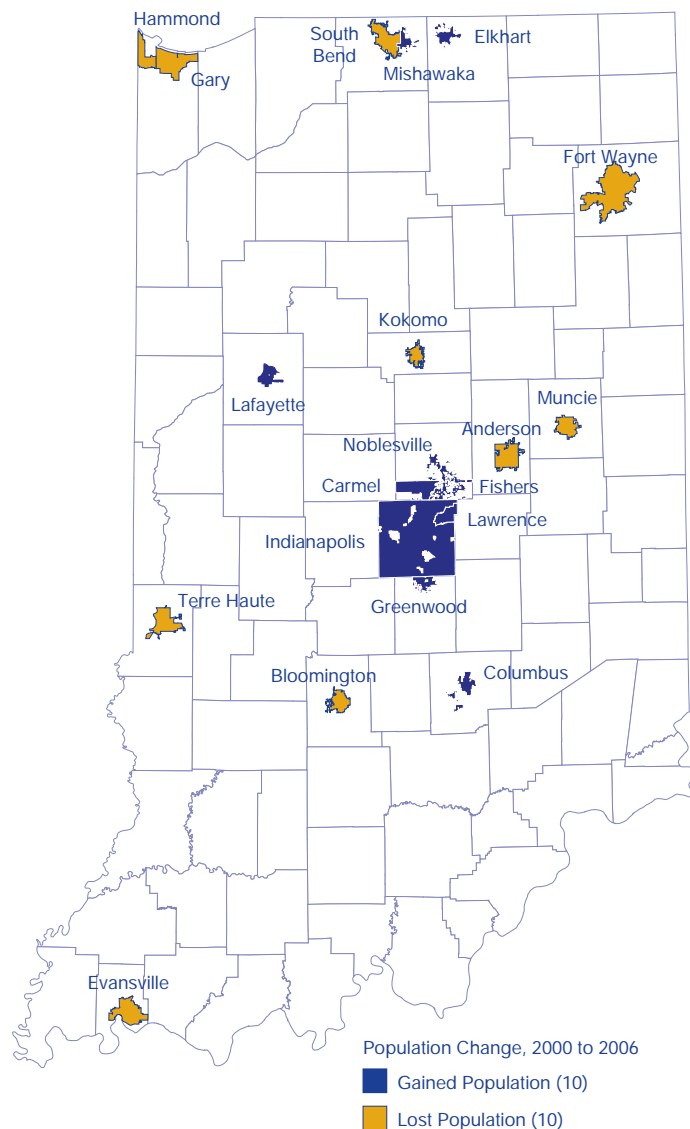 Hammond
South
Bend
Elkhart
Mishawaka
Gary
Fort Wayne
Kokomo
Lafayette
Muncie
Anderson
Noblesville
Carmel
Fishers
Lawrence
Indianapolis
Greenwood
Terre Haute
Bloomington
Columbus
Evansville
Population Change, 2000 to 2006
Gained Population (10)
Lost Population (10)